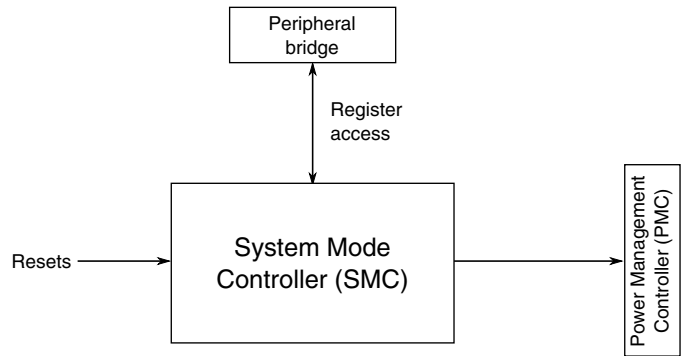 Peripheral
bridge
Register
access
System Mode
Controller (SMC)
Resets
Power Management
Controller (PMC)